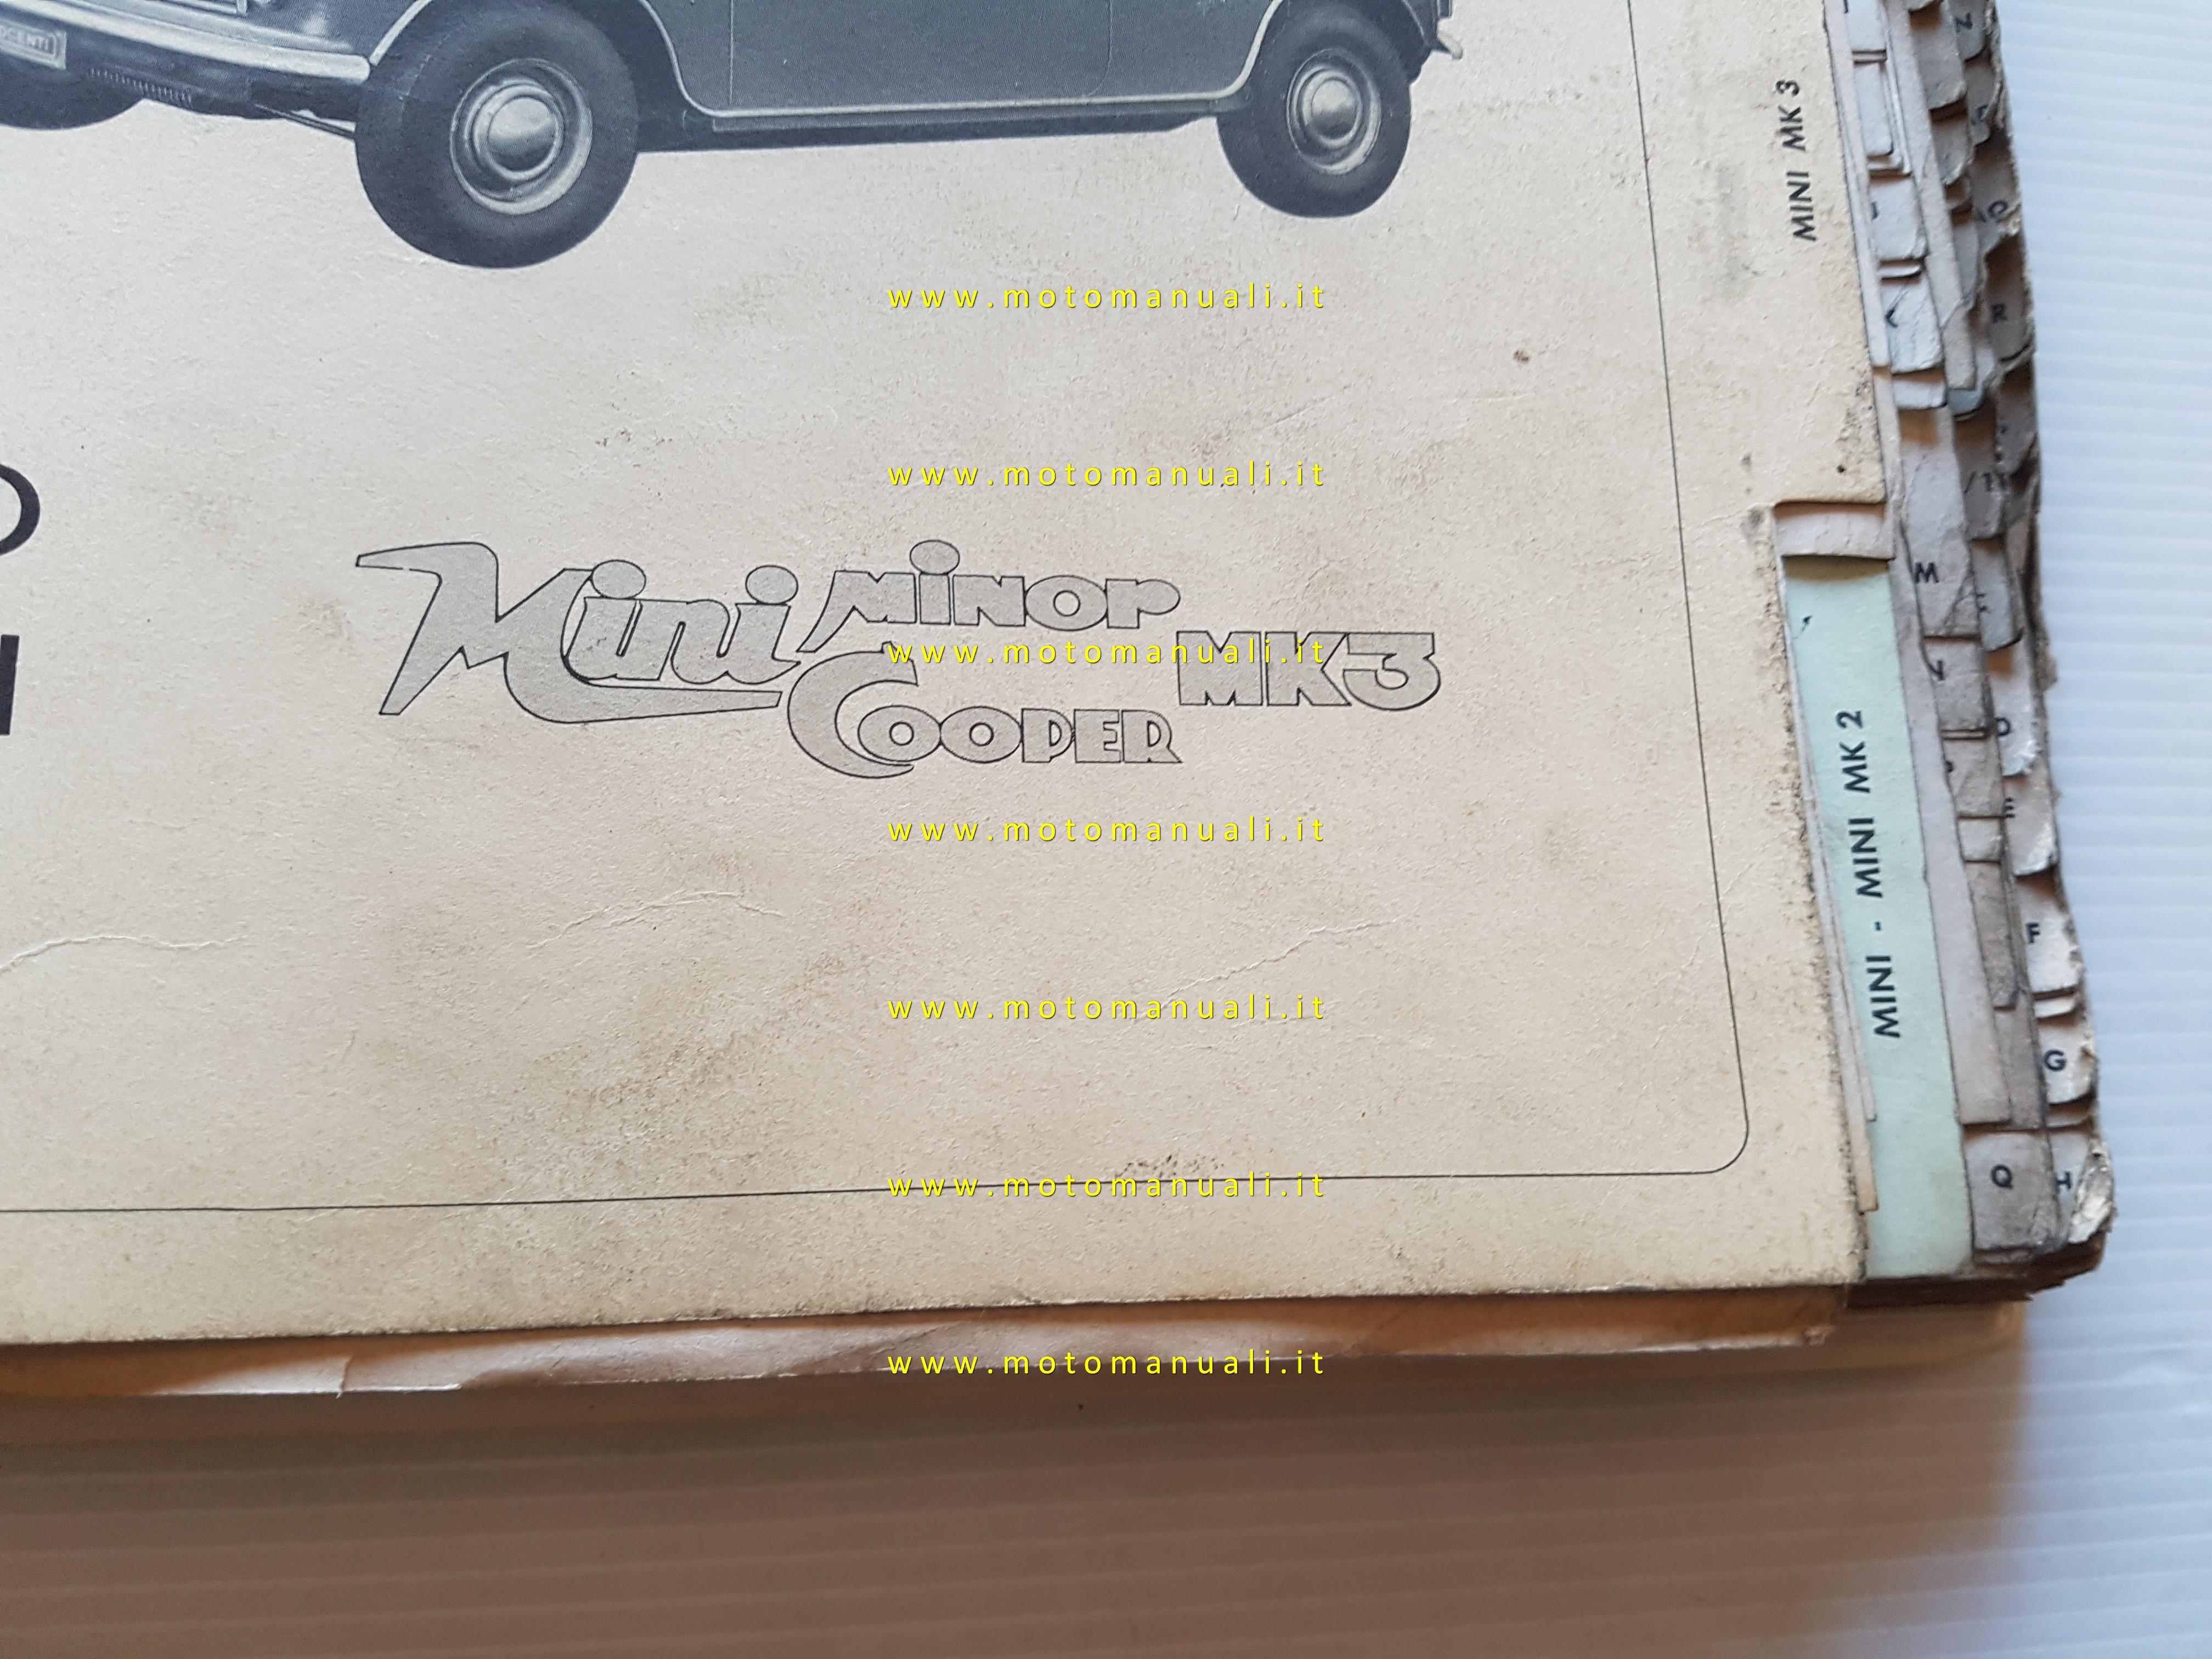 OCENTI
MINI MK 3
www.motomanuali.it
www.motomanuali.it
Mini Minor
Cooper
MK3
www.motomanuali.it
MINI - MINI MK 2
www.motomanuali.it
www.motomanuali.it
www.motomanuali.it
www.motomanuali.it
R
M
F
G
Q
H